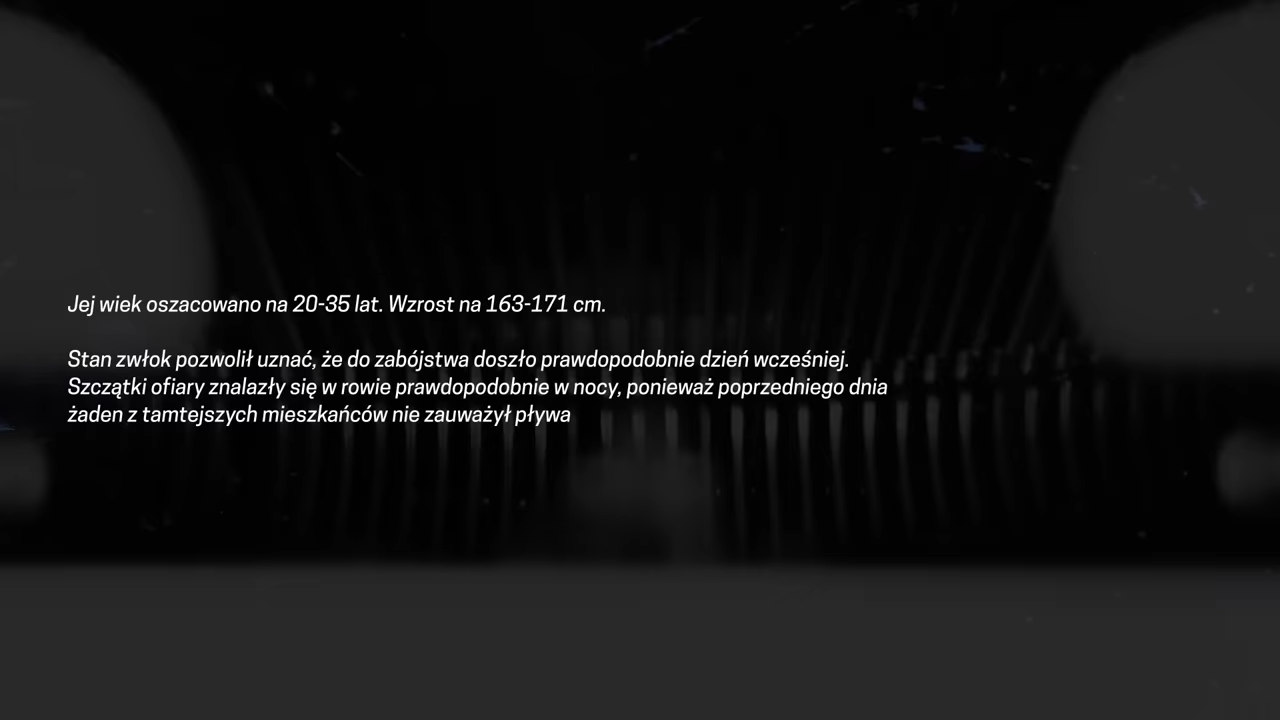 Jej wiek oszacowano na 20-35 lat. Wzrost na 163-171 cm.
Stan zwłok pozwolił uznać, że do zabójstwa doszło prawdopodobnie dzień wcześniej.
Szczątki ofiary znalazły się w rowie prawdopodobnie w nocy, ponieważ poprzedniego dnia
żaden z tamtejszych mieszkańców nie zauważył pływa